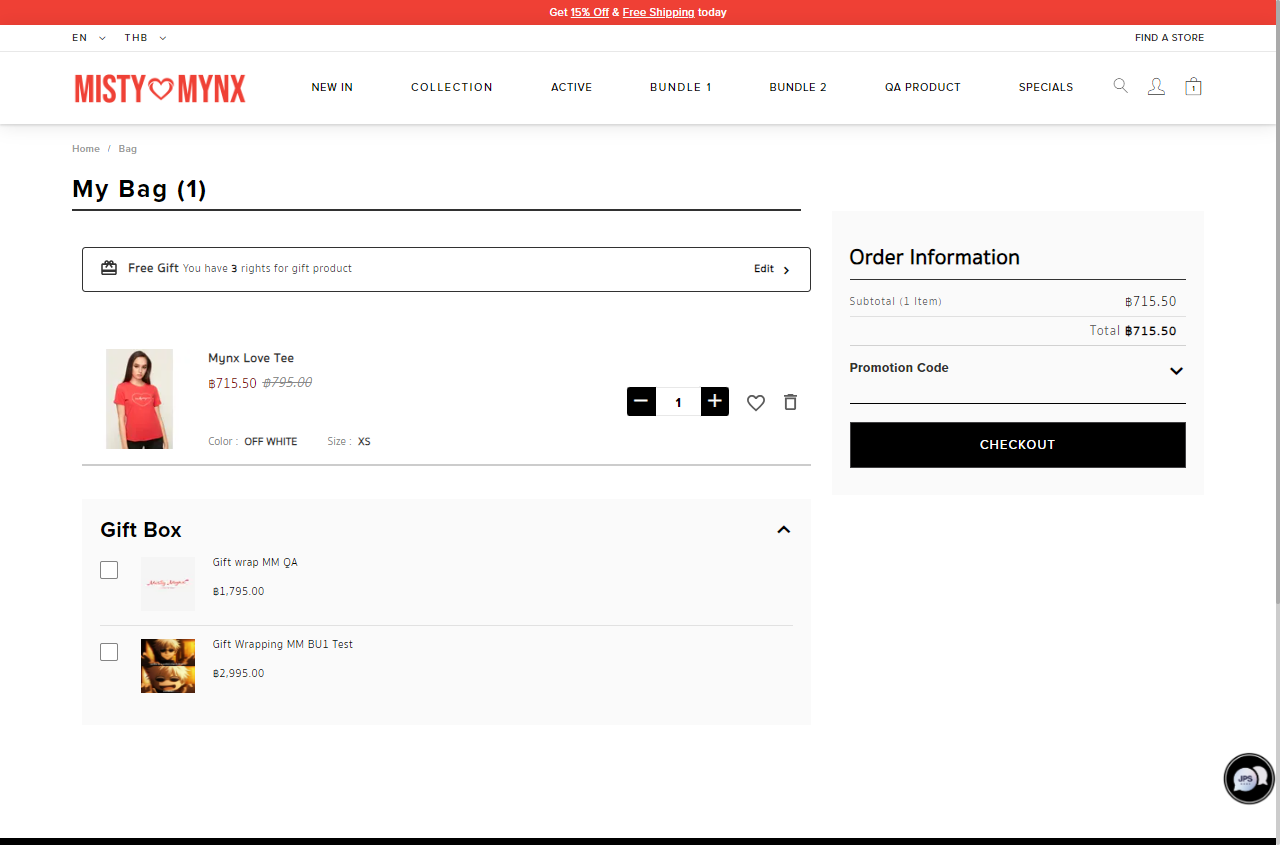 Get 15% Off & Free Shipping today
EN THB FIND A STORE
MISTY MYNX NEW IN COLLECTION ACTIVE BUNDLE 1 BUNDLE 2 QA PRODUCT SPECIALS 1
Home / Bag
My Bag (1)
Free Gift You have 3 rights for gift product Edit
Mynx Love Tee
฿715.50 ฿795.00
1
Color : OFF WHITE Size : XS
Gift Box
Gift wrap MM QA
฿1,795.00
Misty Mynx
Gift Wrapping MM BU1 Test
฿2,995.00
Order Information
Subtotal (1 Item) ฿715.50
Total ฿715.50
Promotion Code
CHECKOUT
JPS